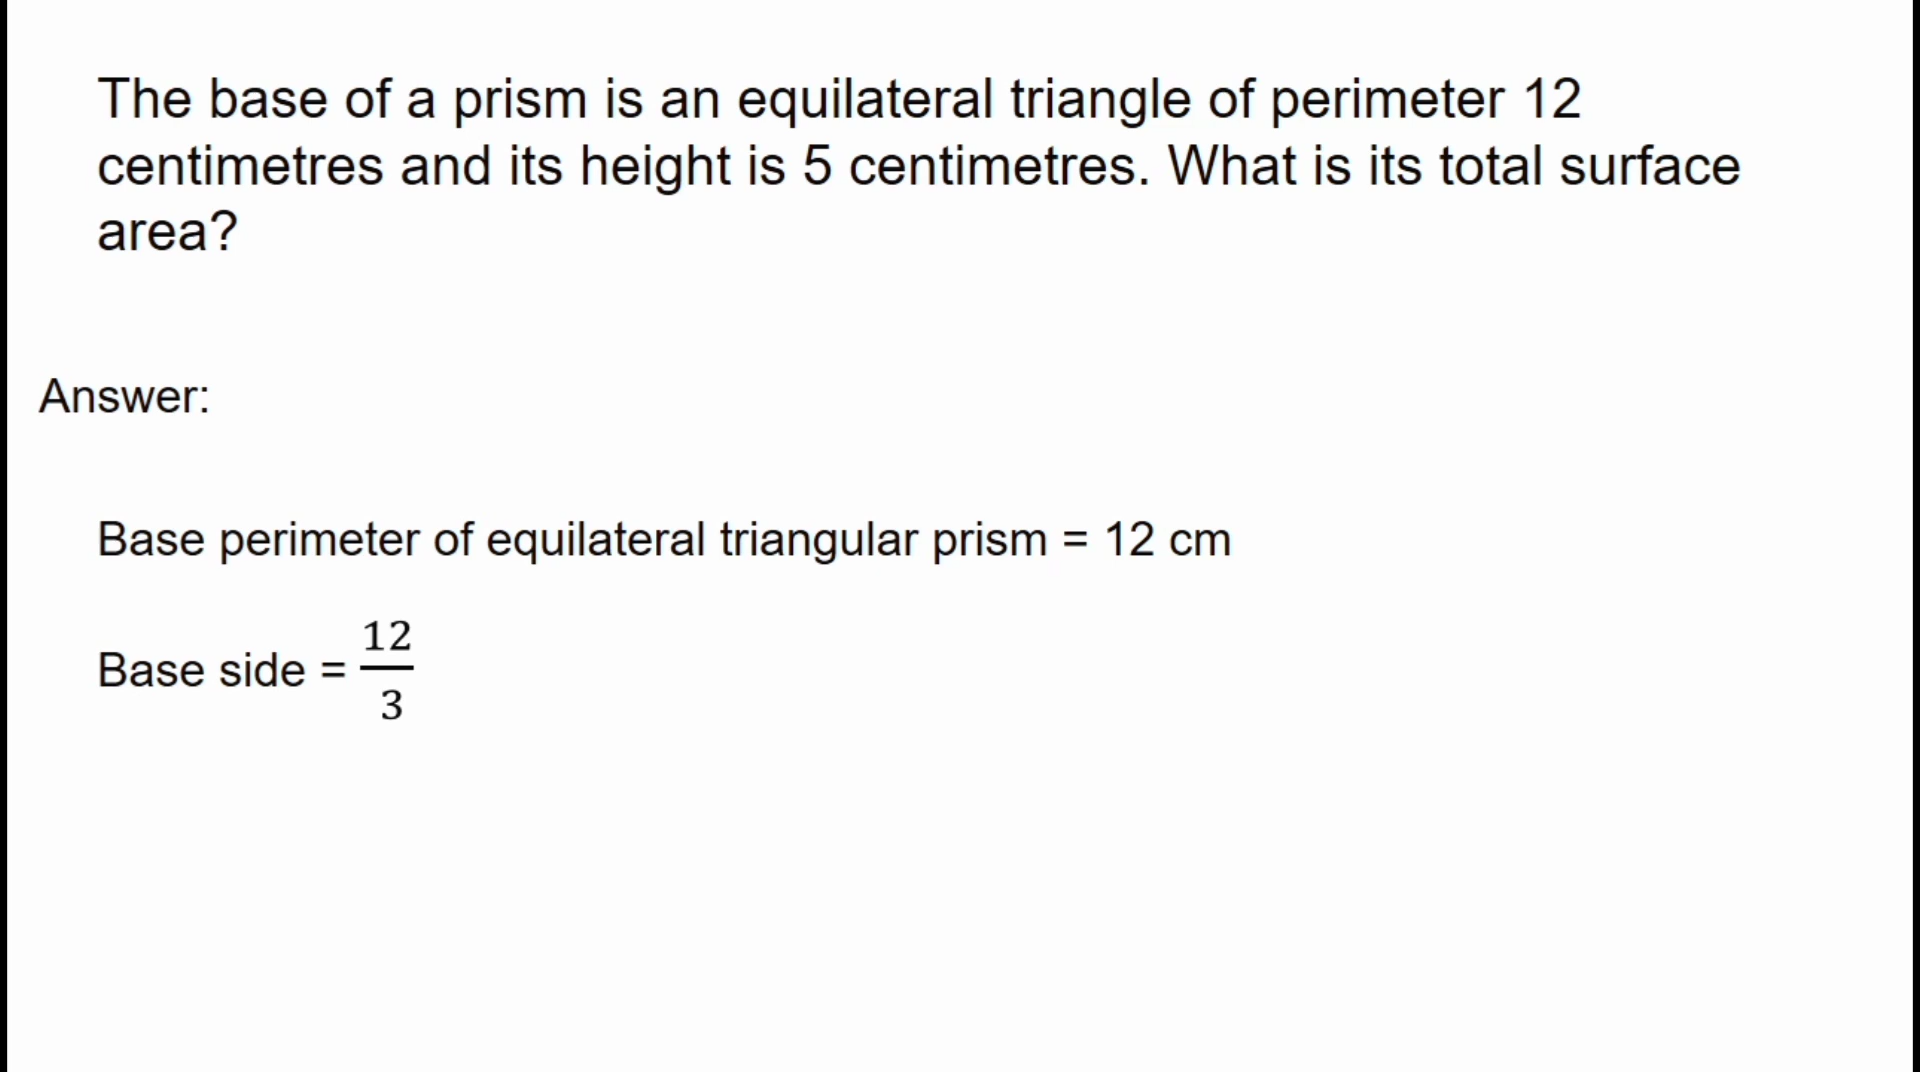 The base of a prism is an equilateral triangle of perimeter 12
centimetres and its height is 5 centimetres. What is its total surface
area?
Answer:
Base perimeter of equilateral triangular prism = 12 cm
Base side = 12/3